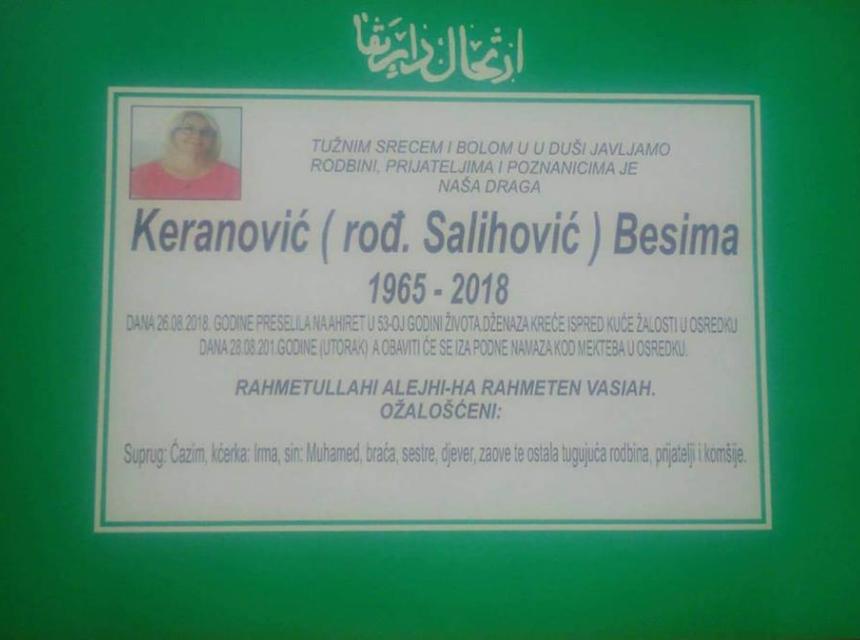 ارتحال دار بقا
TUŽNIM SRECEM I BOLOM U U DUŠI JAVLJAMO
RODBINI, PRIJATELJIMA I POZNANICIMA JE
NAŠA DRAGA
Keranović ( rođ. Salihović ) Besima
1965 - 2018
DANA 26.08.2018. GODINE PRESELILA NA AHIRET U 53-OJ GODINI ŽIVOTA.DŽENAZA KREĆE ISPRED KUĆE ŽALOSTI U OSREDKU
DANA 28.08.201.GODINE (UTORAK) A OBAVITI ĆE SE IZA PODNE NAMAZA KOD MEKTEBA U OSREDKU.
RAHMETULLAHI ALEJHI-HA RAHMETEN VASIAH.
OŽALOŠĆENI:
Suprug: Ćazim, kćerka: Irma, sin: Muhamed, braća, sestre, djever, zaove te ostala tugujuća rodbina, prijatelji i komšije.